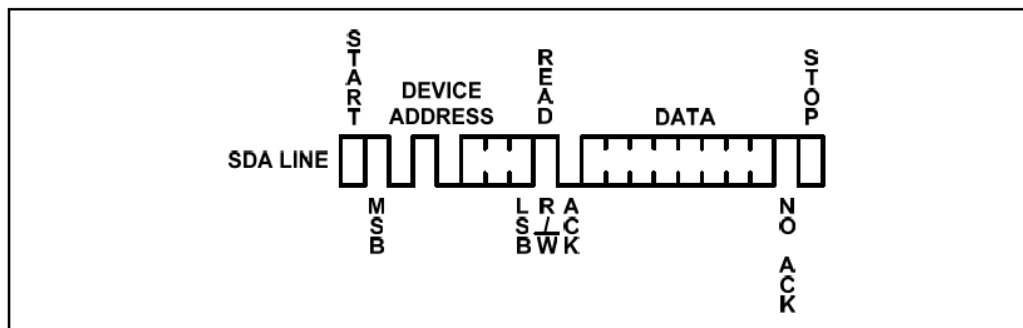 START
DEVICE
ADDRESS
READ
DATA
STOP
SDA LINE
MSB
LSB
R/W
ACK
NO ACK